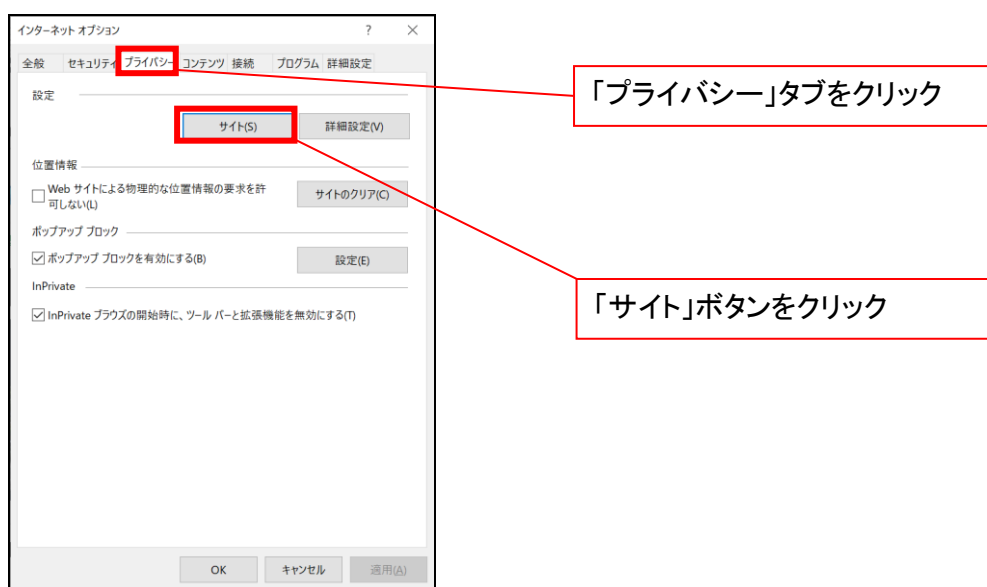 インターネット オプション ? ×
全般 セキュリティ プライバシー コンテンツ 接続 プログラム 詳細設定
「プライバシー」タブをクリック
設定
サイト(S) 詳細設定(V)
位置情報
Web サイトによる物理的な位置情報の要求を許
可しない(L)
サイトのクリア(C)
ポップアップ ブロック
ポップアップ ブロックを有効にする(B) 設定(E)
InPrivate
「サイト」ボタンをクリック
InPrivate ブラウズの開始時に、ツール バーと拡張機能を無効にする(T)
OK キャンセル 適用(A)